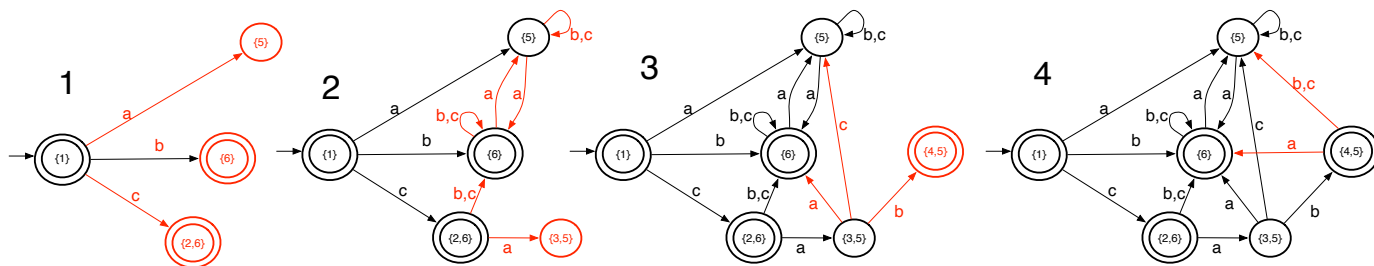 1
{5}
a
{1}
b
{6}
c
{2,6}
2
{5}
b,c
a
a
a
b,c
{1}
b
{6}
c
b,c
{2,6}
a
{3,5}
3
{5}
b,c
a
a
a
c
b,c
{1}
b
{6}
{4,5}
c
b,c
a
b
{2,6}
a
{3,5}
4
{5}
b,c
b,c
a
a
a
c
b,c
{1}
b
{6}
a
{4,5}
c
b,c
a
b
{2,6}
a
{3,5}